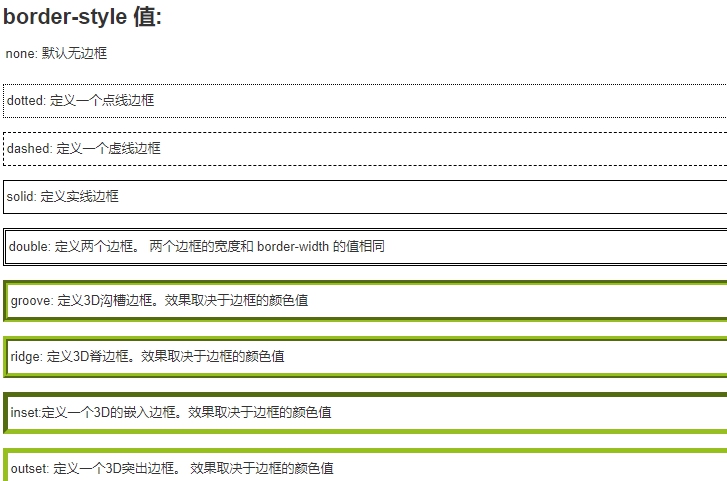 border-style 值:
none: 默认无边框
dotted: 定义一个点线边框
dashed: 定义一个虚线边框
solid: 定义实线边框
double: 定义两个边框。 两个边框的宽度和 border-width 的值相同
groove: 定义3D沟槽边框。效果取决于边框的颜色值
ridge: 定义3D脊边框。效果取决于边框的颜色值
inset:定义一个3D的嵌入边框。效果取决于边框的颜色值
outset: 定义一个3D突出边框。 效果取决于边框的颜色值